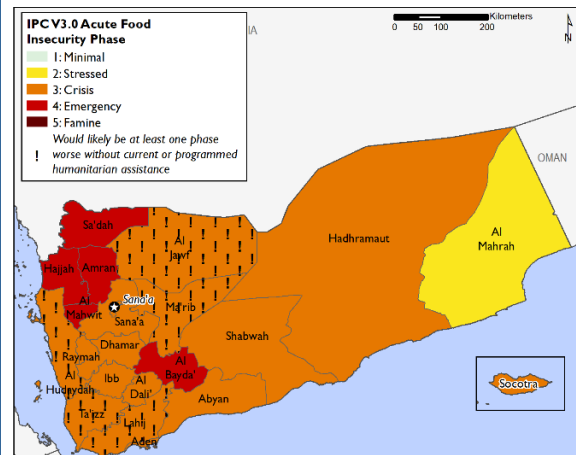 IPC V3.0 Acute Food
Insecurity Phase
1: Minimal
2: Stressed
3: Crisis
4: Emergency
5: Famine
Would likely be at least one phase
! worse without current or programmed
humanitarian assistance
IA
Kilometers
0 50 100 200
N
OMAN
Sa'dah
Al
Jawf
Hadhramaut
Al
Mahrah
Hajjah
Amran
Al
Mahwit
Sana'a
Sana'a
Ma'rib
Shabwah
Dhamar
Raymah
Al
Hudaydah
Ibb
Al
Dali'
Al
Bayda'
Abyan
Ta'izz
Lahij
Aden
Socotra